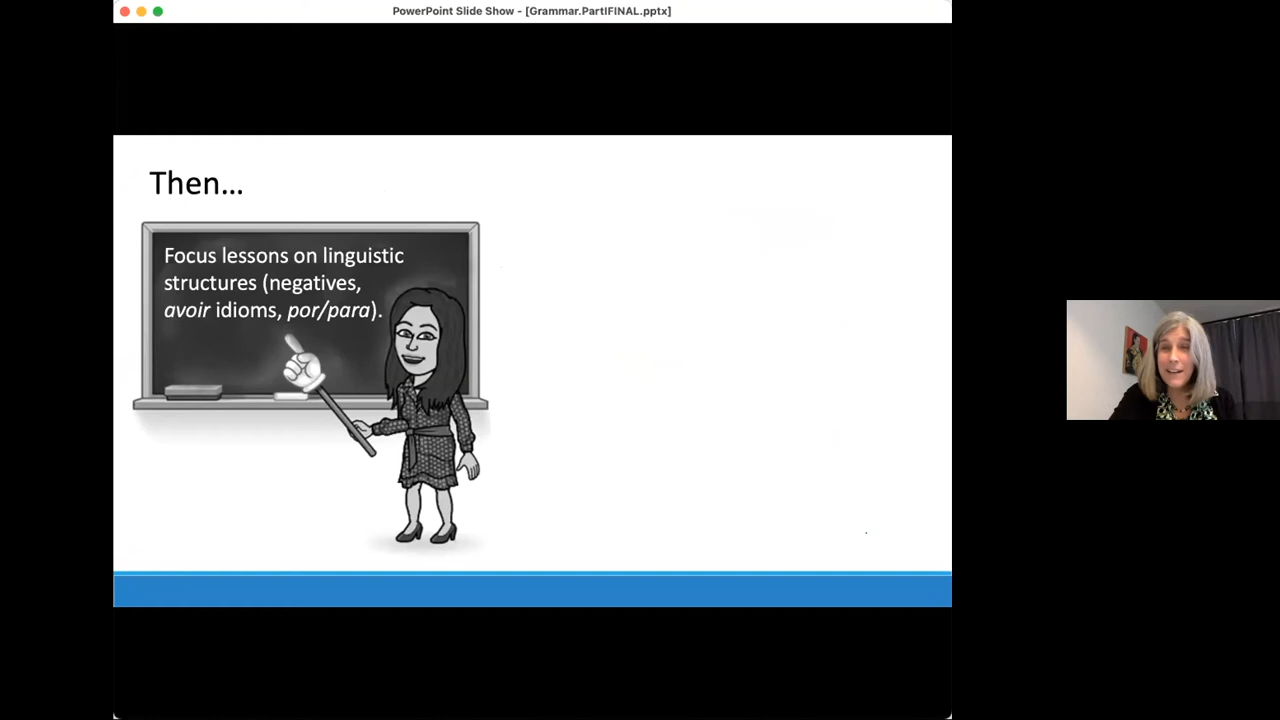 PowerPoint Slide Show - [Grammar.PartIFINAL.pptx]
Then…
Focus lessons on linguistic
structures (negatives,
avoir idioms, por/para).